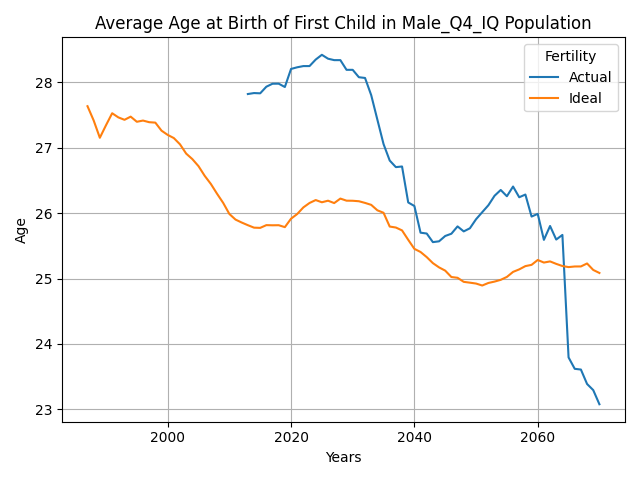 Average Age at Birth of First Child in Male_Q4_IQ Population
Fertility
Actual
Ideal
28
27
26
25
24
23
Age
2000
2020
2040
2060
Years